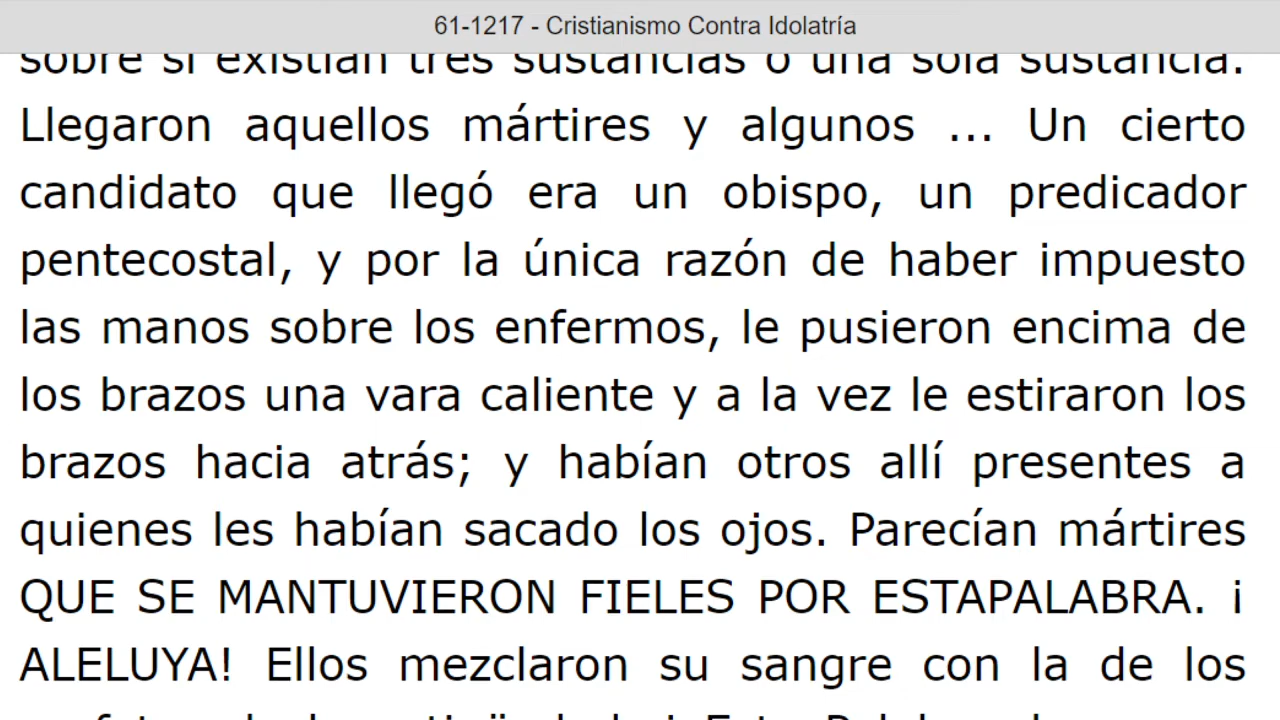 61-1217 - Cristianismo Contra Idolatría
sobre si existían tres sustancias o una sola sustancia.
Llegaron aquellos mártires y algunos ... Un cierto
candidato que llegó era un obispo, un predicador
pentecostal, y por la única razón de haber impuesto
las manos sobre los enfermos, le pusieron encima de
los brazos una vara caliente y a la vez le estiraron los
brazos hacia atrás; y habían otros allí presentes a
quienes les habían sacado los ojos. Parecían mártires
QUE SE MANTUVIERON FIELES POR ESTAPALABRA. ¡
ALELUYA! Ellos mezclaron su sangre con la de los